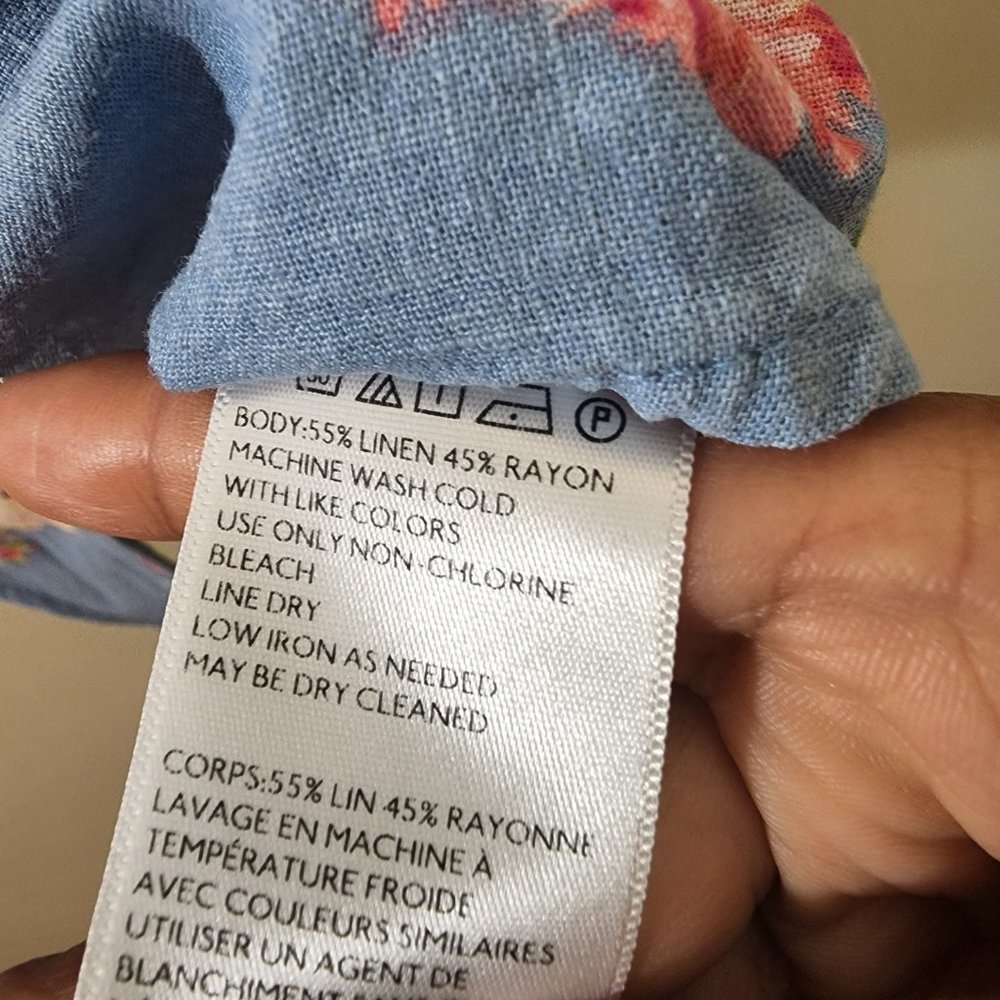 P
BODY:55% LINEN 45% RAYON
MACHINE WASH COLD
WITH LIKE COLORS
USE ONLY NON-CHLORINE
BLEACH
LINE DRY
LOW IRON AS NEEDED
MAY BE DRY CLEANED
CORPS:55% LIN 45% RAYONNE
LAVAGE EN MACHINE À
TEMPÉRATURE FROIDE
AVEC COULEURS SIMILAIRES
UTILISER UN AGENT DE
BLANCHIMENT